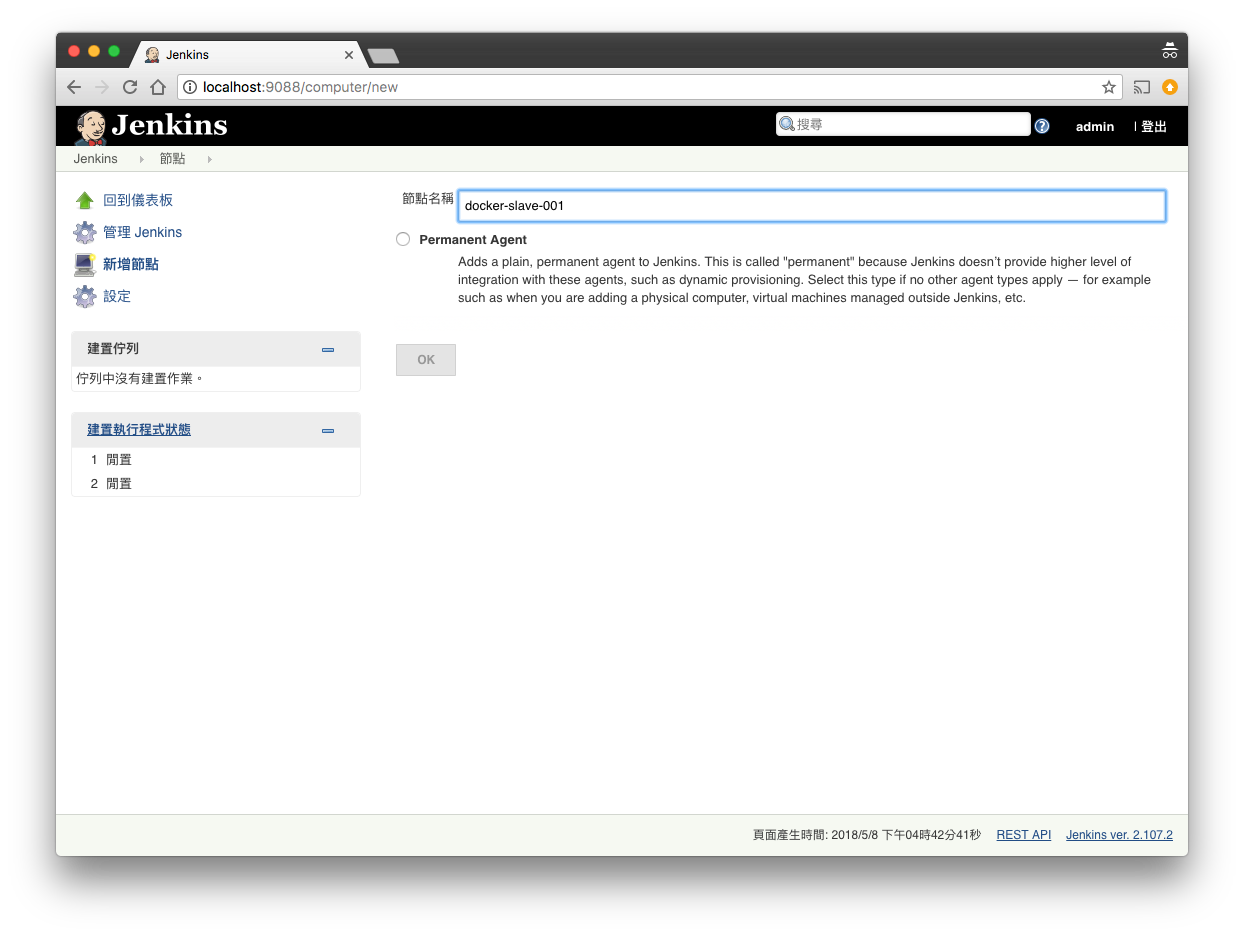 Jenkins
localhost:9088/computer/new
Jenkins
搜尋
admin
| 登出
Jenkins
節點
回到儀表板
管理 Jenkins
新增節點
設定
建置佇列
佇列中沒有建置作業。
建置執行程式狀態
1 閒置
2 閒置
節點名稱
docker-slave-001
Permanent Agent
Adds a plain, permanent agent to Jenkins. This is called "permanent" because Jenkins doesn't provide higher level of
integration with these agents, such as dynamic provisioning. Select this type if no other agent types apply — for example
such as when you are adding a physical computer, virtual machines managed outside Jenkins, etc.
OK
頁面產生時間: 2018/5/8 下午04時42分41秒
REST API
Jenkins ver. 2.107.2